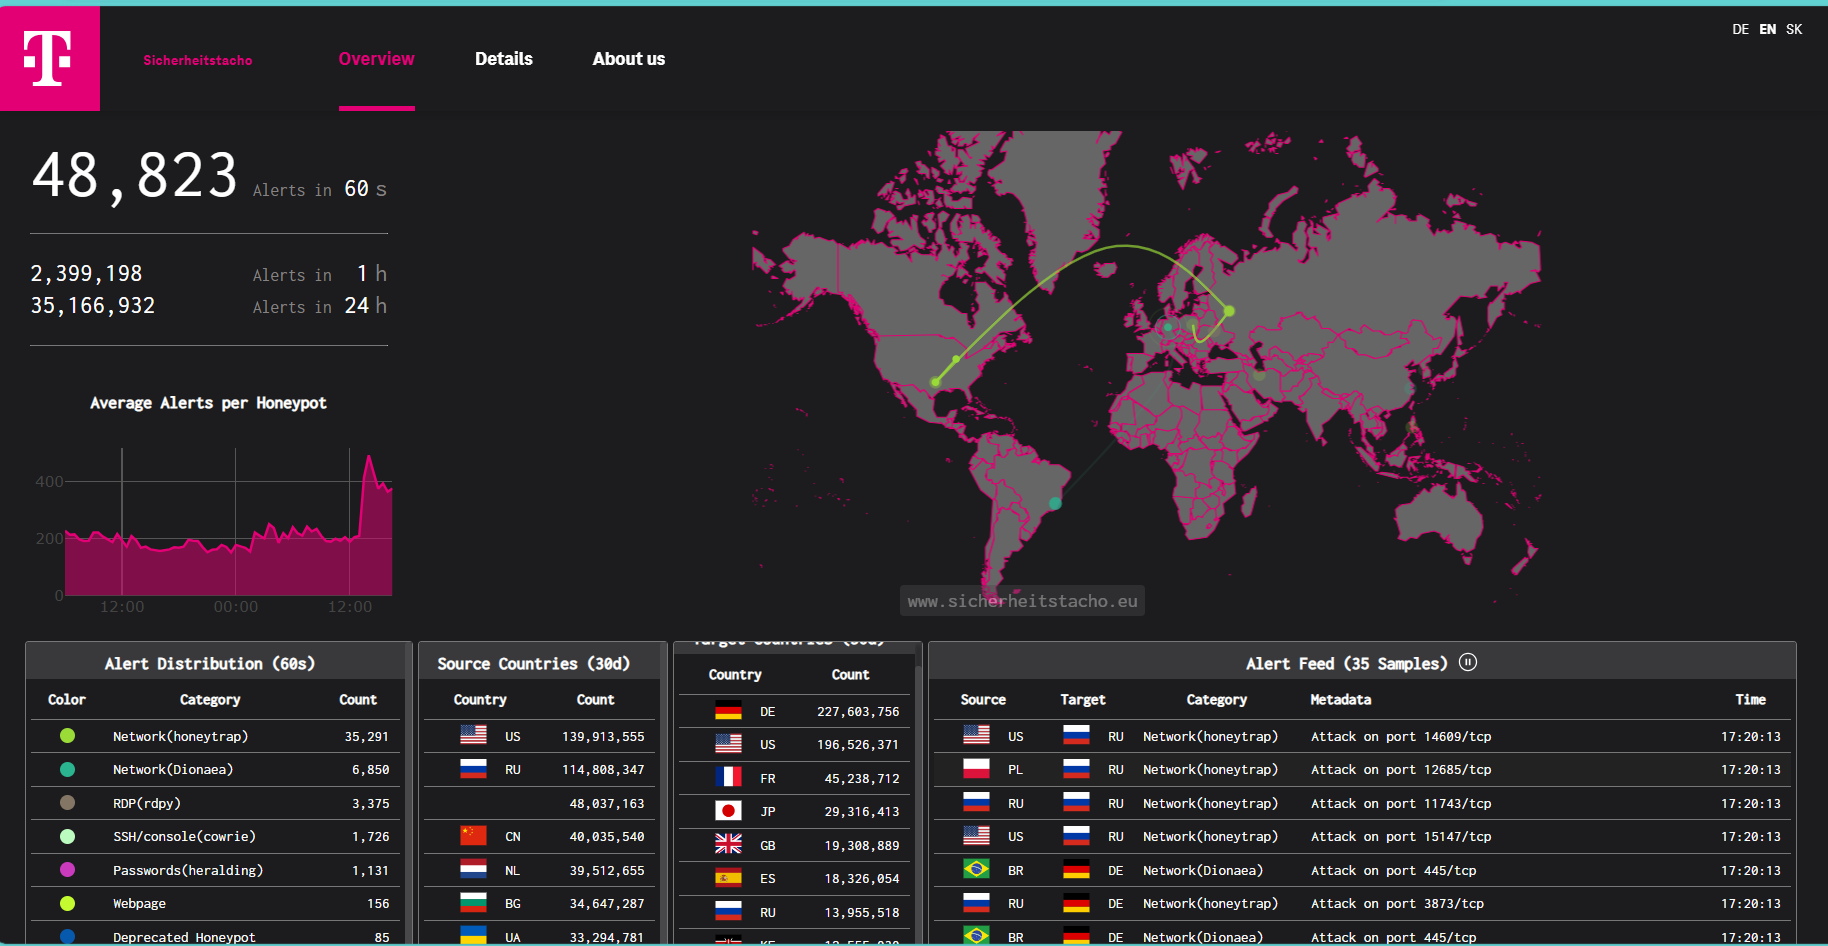 T
Sicherheitstacho
Overview
Details
About us
DE EN SK
48,823 Alerts in 60 s
2,399,198 Alerts in 1 h
35,166,932 Alerts in 24 h
Average Alerts per Honeypot
400
200
0
12:00 00:00 12:00
www.sicherheitstacho.eu
Alert Distribution (60s)
Color Category Count
Network(honeytrap) 35,291
Network(Dionaea) 6,850
RDP(rdpy) 3,375
SSH/console(cowrie) 1,726
Passwords(heralding) 1,131
Webpage 156
Deprecated Honeypot 85
Source Countries (30d)
Country Count
US 139,913,555
RU 114,808,347
48,037,163
CN 40,035,540
NL 39,512,655
BG 34,647,287
UA 33,294,781
Target Countries (30d)
Country Count
DE 227,603,756
US 196,526,371
FR 45,238,712
JP 29,316,413
GB 19,308,889
ES 18,326,054
RU 13,955,518
Alert Feed (35 Samples)
Source Target Category Metadata Time
US RU Network(honeytrap) Attack on port 14609/tcp 17:20:13
PL RU Network(honeytrap) Attack on port 12685/tcp 17:20:13
RU RU Network(honeytrap) Attack on port 11743/tcp 17:20:13
US RU Network(honeytrap) Attack on port 15147/tcp 17:20:13
BR DE Network(Dionaea) Attack on port 445/tcp 17:20:13
RU DE Network(honeytrap) Attack on port 3873/tcp 17:20:13
BR DE Network(Dionaea) Attack on port 445/tcp 17:20:13